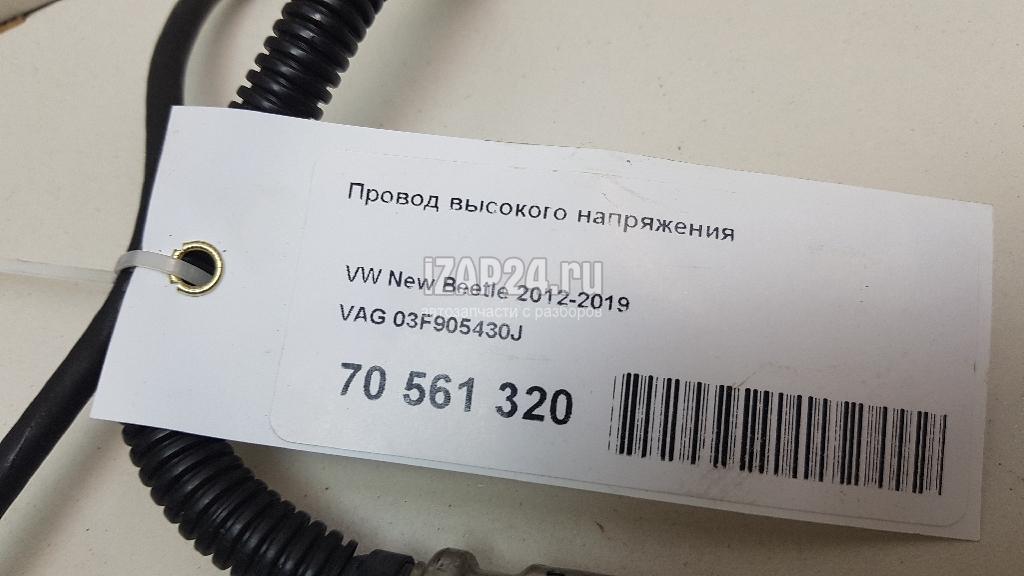 Провод высокого напряжения
iZAP24.ru
VW New Beetle 2012-2019
автозапчасти с разборов
VAG 03F905430J
70 561 320